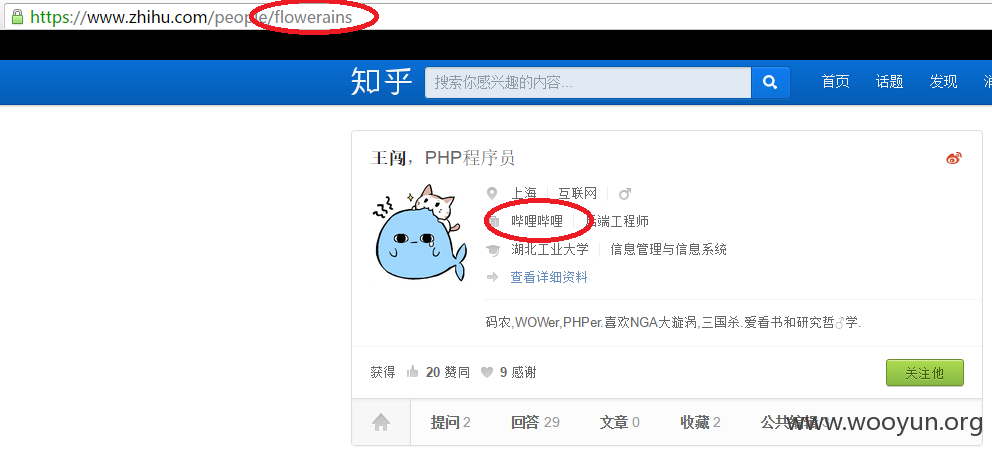 https://www.zhihu.com/people/flowerains
知乎 搜索你感兴趣的内容... 首页 话题 发现
王闯，PHP程序员
上海 互联网
哔哩哔哩 后端工程师
湖北工业大学 信息管理与信息系统
查看详细资料
码农,WOWer,PHPer.喜欢NGA大漩涡,三国杀.爱看书和研究哲♂学.
获得 20 赞同 9 感谢 关注他
提问 2 回答 29 文章 0 收藏 2 公共编辑
www.wooyun.org